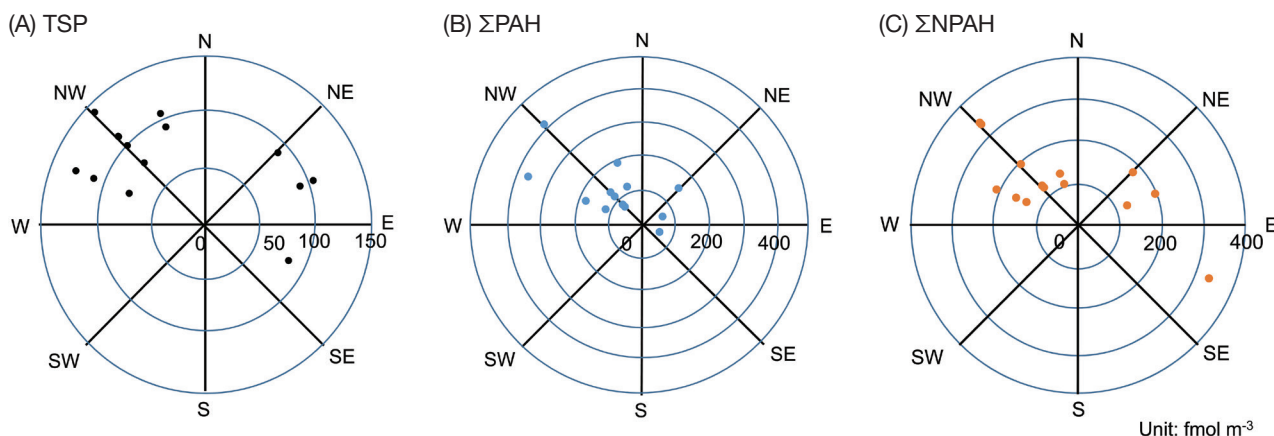 (A) TSP
N
NW
NE
W
0
50
100
150
E
SW
SE
S
(B) ΣPAH
N
NW
NE
W
0
200
400
E
SW
SE
S
(C) ΣNPAH
N
NW
NE
W
0
200
400
E
SW
SE
S
Unit: fmol m⁻³